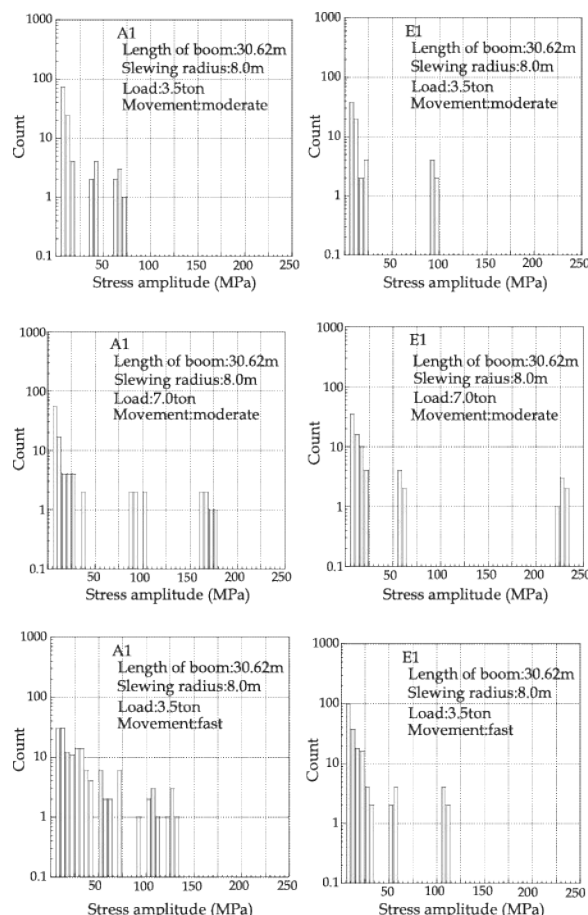 A1
Length of boom:30.62m
Slewing radius:8.0m
Load:3.5ton
Movement:moderate
1000
100
10
1
0.1
Count
50
100
150
200
250
Stress amplitude (MPa)
E1
Length of boom:30.62m
Slewing radius:8.0m
Load:3.5ton
Movement:moderate
1000
100
10
1
0.1
Count
50
100
150
200
250
Stress amplitude (MPa)
A1
Length of boom:30.62m
Slewing radius:8.0m
Load:7.0ton
Movement:moderate
1000
100
10
1
0.1
Count
50
100
150
200
250
Stress amplitude (MPa)
E1
Length of boom:30.62m
Slewing raius:8.0m
Load:7.0ton
Movement:moderate
1000
100
10
1
0.1
Count
50
100
150
200
250
Stress amplitude (MPa)
A1
Length of boom:30.62m
Slewing radius:8.0m
Load:3.5ton
Movement:fast
1000
100
10
1
0.1
Count
50
100
150
200
250
Stress amplitude (MPa)
E1
Length of boom:30.62m
Slewing radius:8.0m
Load:3.5ton
Movement:fast
1000
100
10
1
0.1
Count
50
100
150
200
250
Stress amplitude (MPa)